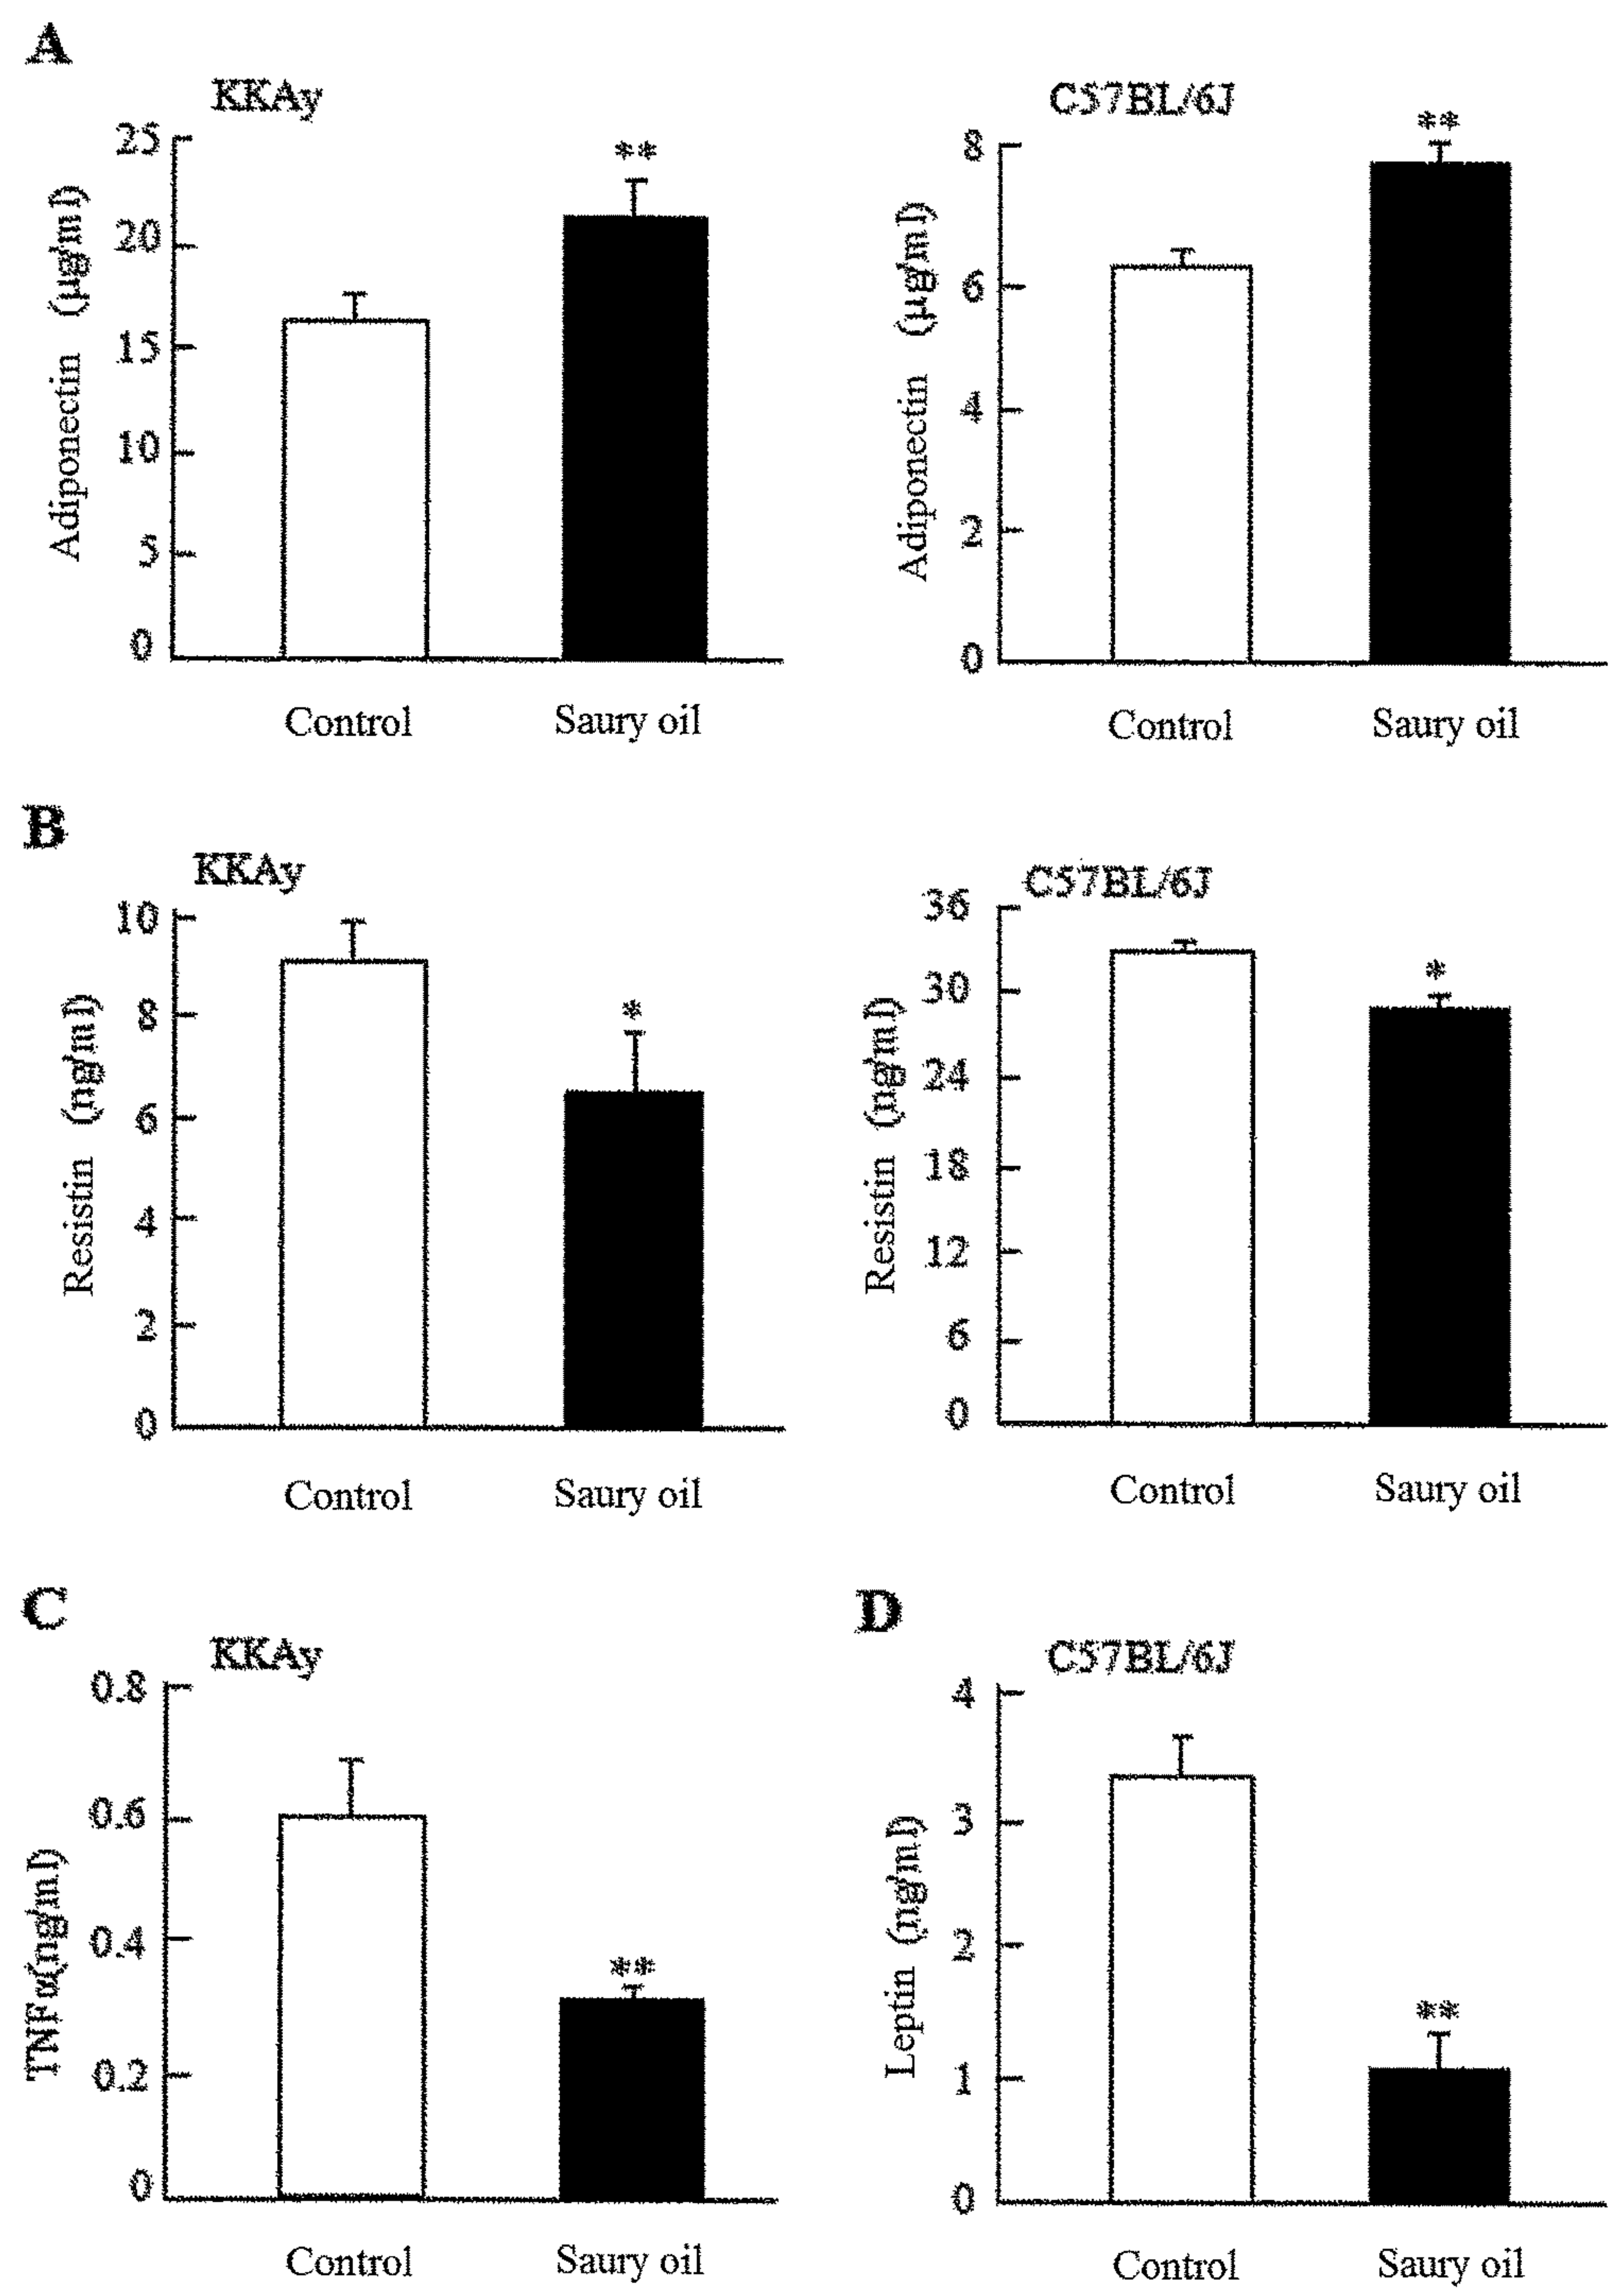 A
KKAy
C57BL/6J
Adiponectin (μg/ml)
25
20
15
10
5
0
**
Control
Saury oil
Adiponectin (μg/ml)
8
6
4
2
0
**
Control
Saury oil
B
KKAy
C57BL/6J
Resistin (ng/ml)
10
8
6
4
2
0
*
Control
Saury oil
Resistin (ng/ml)
36
30
24
18
12
6
0
*
Control
Saury oil
C
KKAy
TNFα(ng/ml)
0.8
0.6
0.4
0.2
0
**
Control
Saury oil
D
C57BL/6J
Leptin (ng/ml)
4
3
2
1
0
**
Control
Saury oil